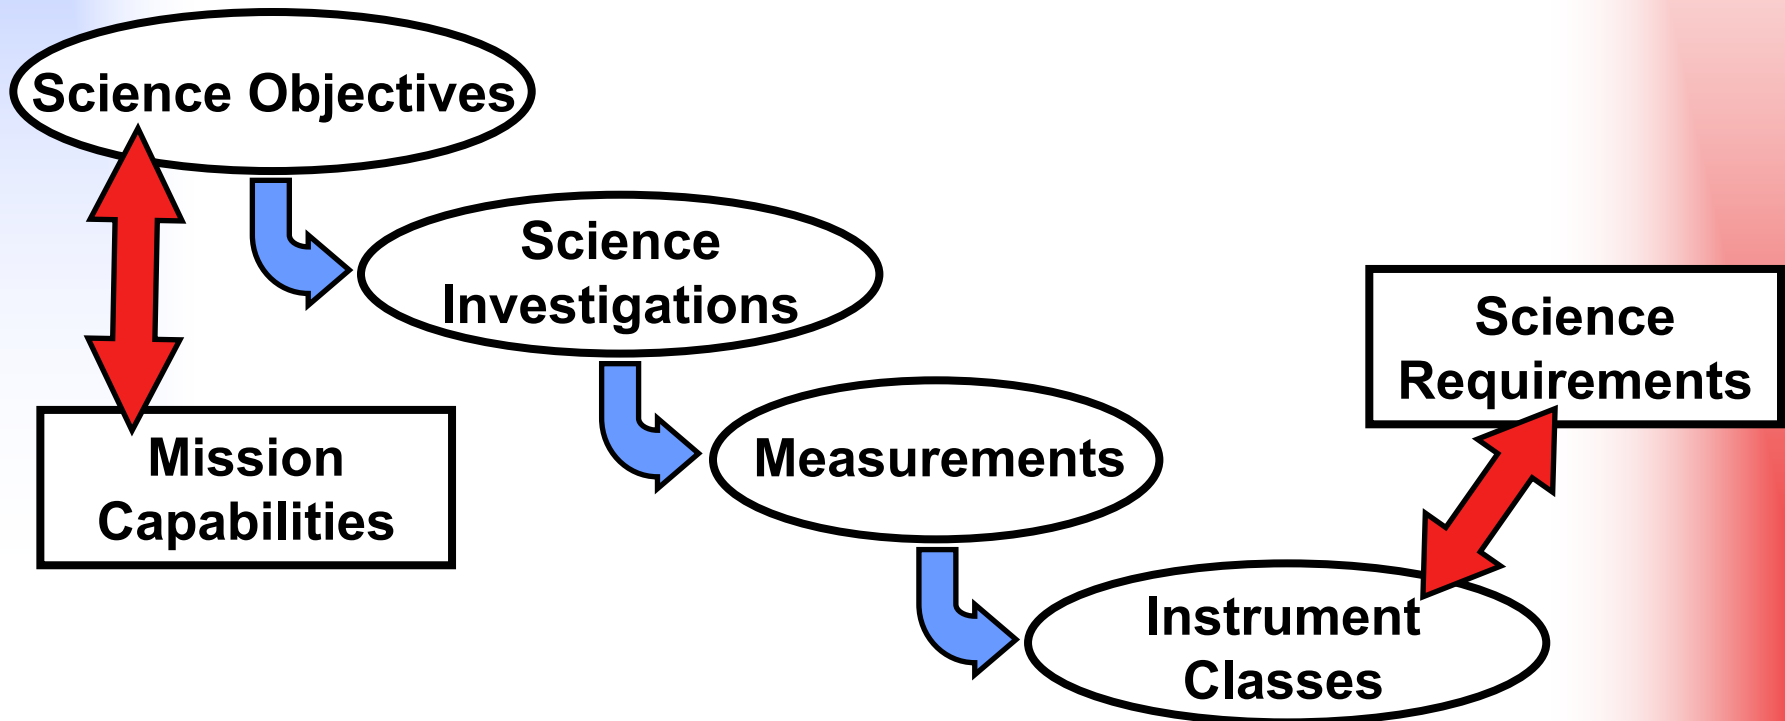 Science Objectives
Science
Investigations
Science
Requirements
Mission
Capabilities
Measurements
Instrument
Classes